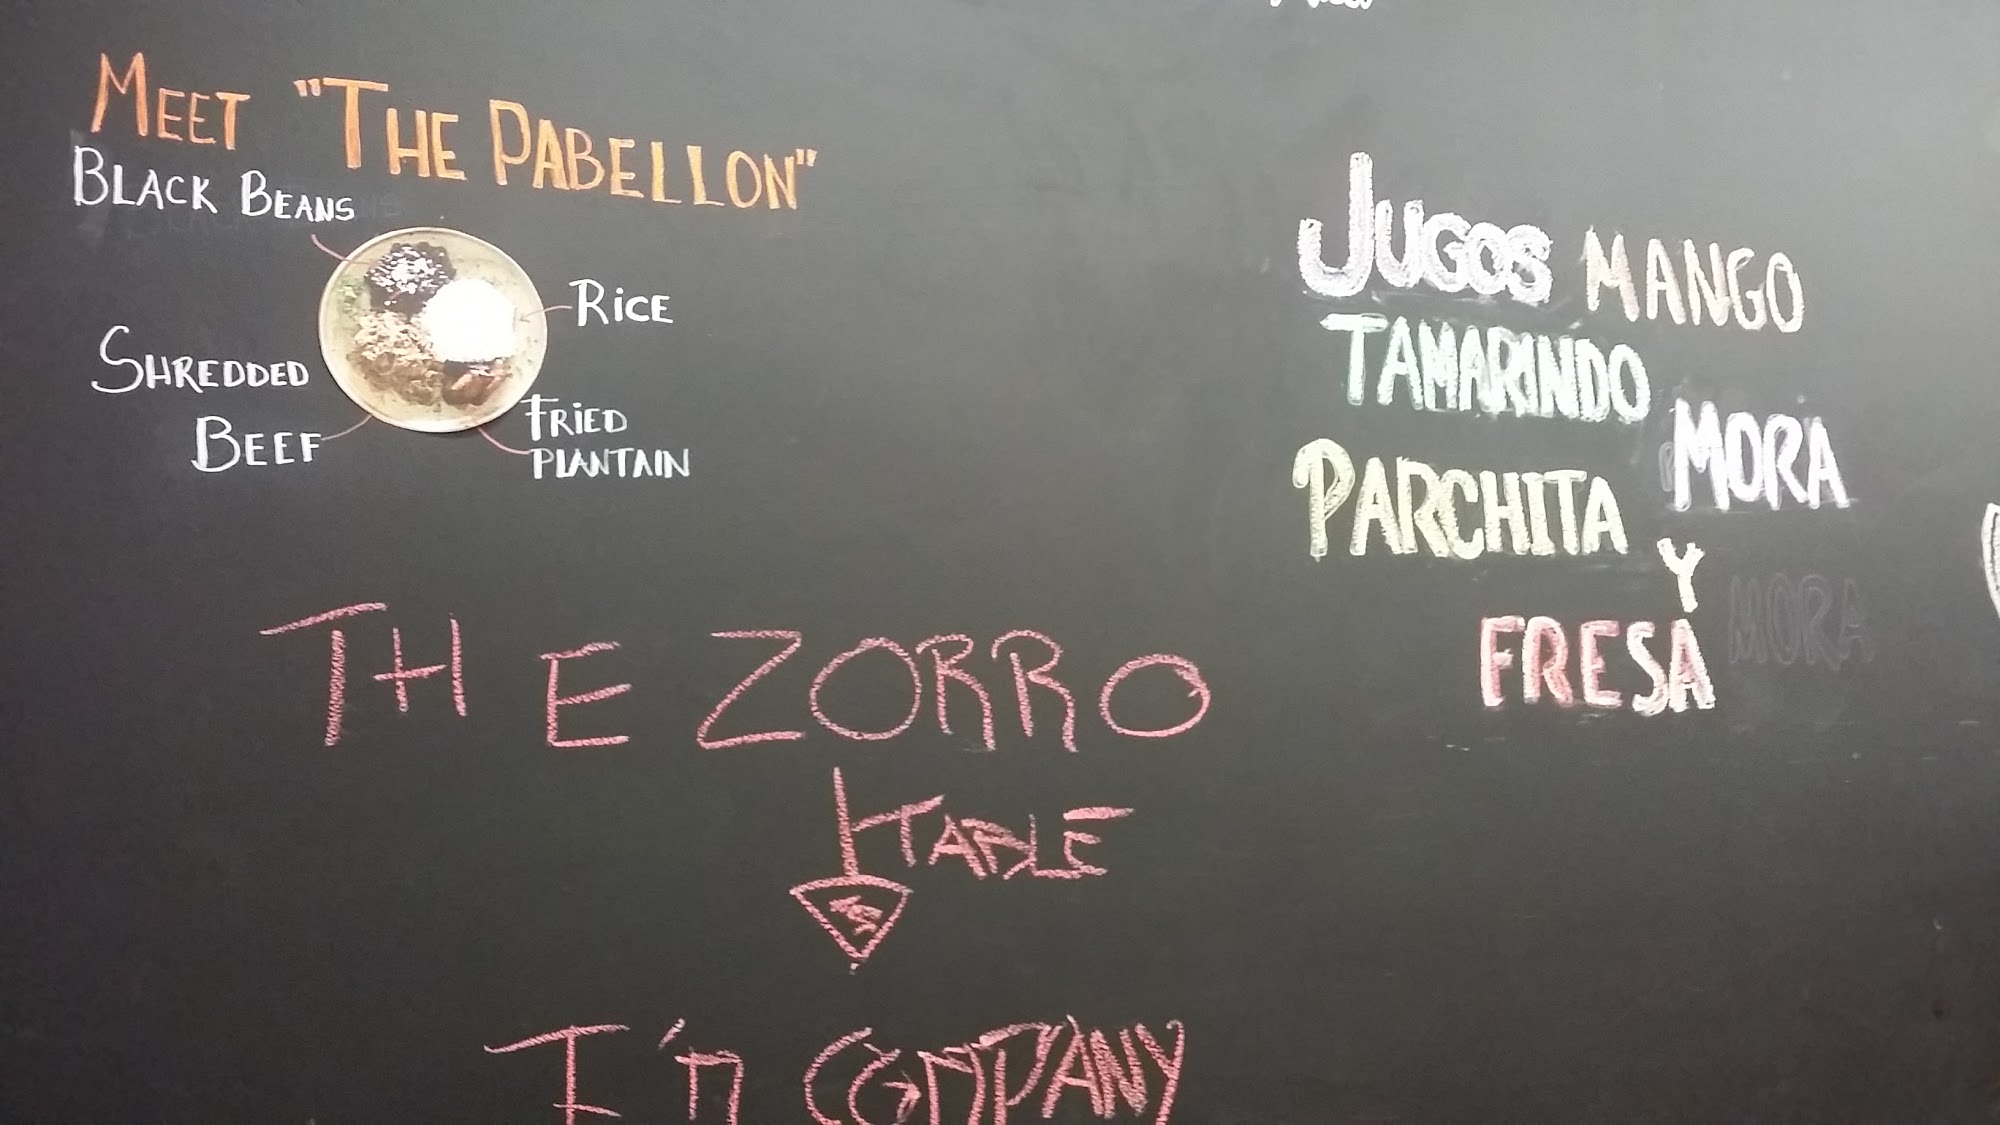 MEET "THE PABELLON"
BLACK BEANS
RICE
SHREDDED
BEEF
FRIED
PLANTAIN
JUGOS MANGO
TAMARINDO
MORA
PARCHITA
Y
FRESA
MORA
THE ZORRO
TABLE
COMPANY